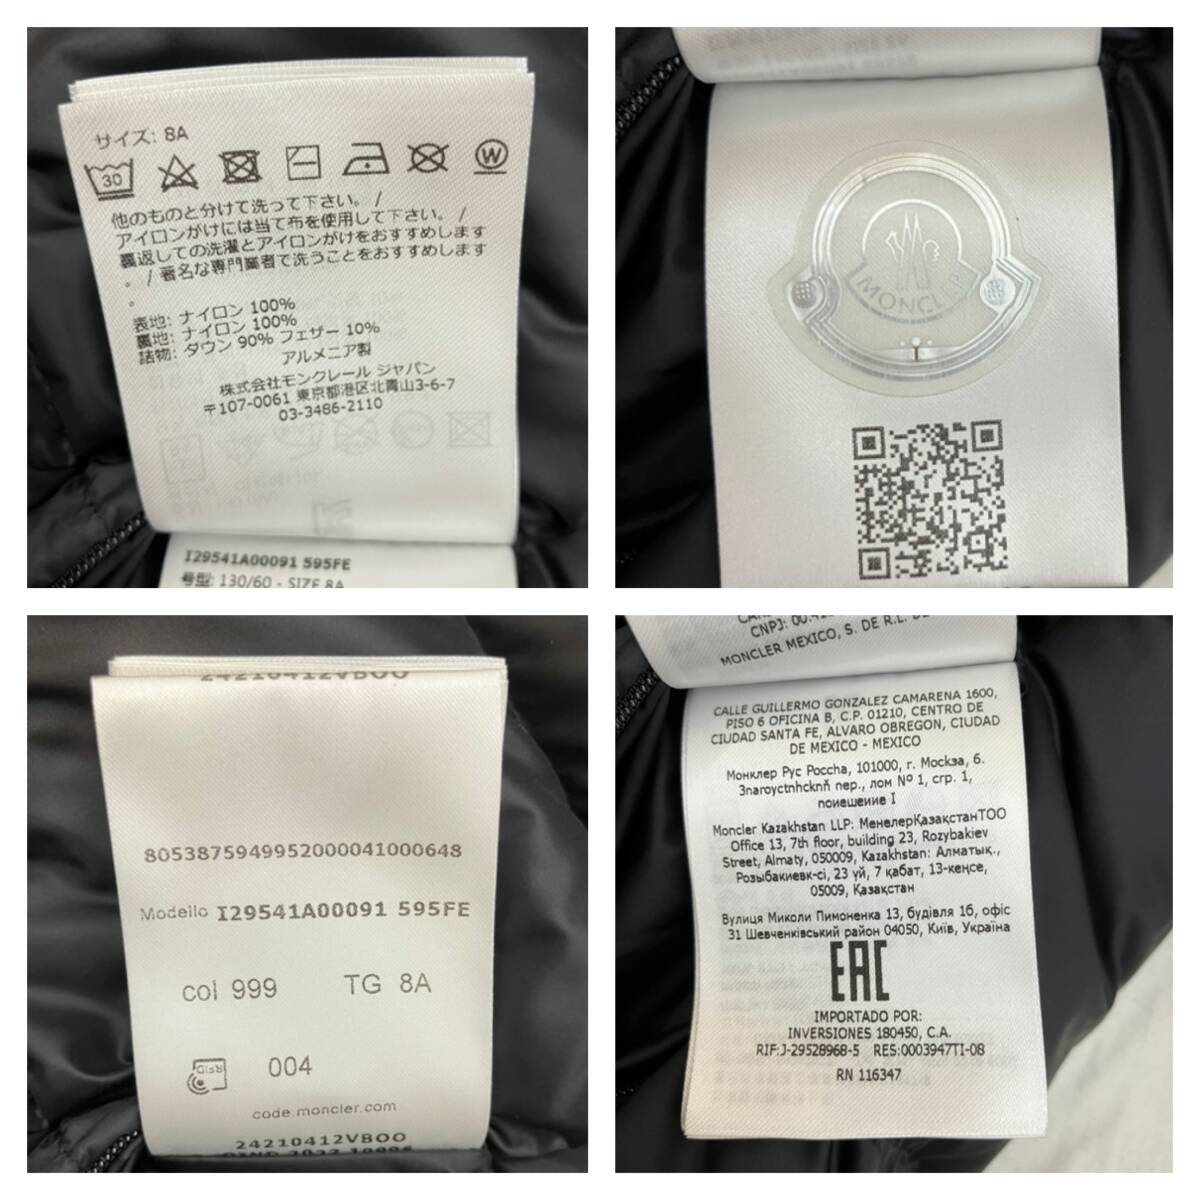 サイズ: 8A
30
W
他のものと分けて洗って下さい。 /
アイロンがけには当て布を使用して下さい。 /
裏返しての洗濯とアイロンがけをおすすめします
。 / 著名な専門業者で洗うことをおすすめします
。
表地: ナイロン 100%
裏地: ナイロン 100%
詰物: ダウン 90% フェザー 10%
アルメニア製
株式会社モンクレール ジャパン
〒107-0061 東京都港区北青山3-6-7
03-3486-2110
I29541A00091 595FE
号型: 130/60 - SIZE 8A
MONCLER
24210412VBOO
8053875949952000041000648
Modello I29541A00091 595FE
col 999 TG 8A
RSiD 004
code.moncler.com
24210412VBOO
CNPJ:
MONCLER MEXICO, S. DE R.L. DE
CALLE GUILLERMO GONZALEZ CAMARENA 1600,
PISO 6 OFICINA B, C.P. 01210, CENTRO DE
CIUDAD SANTA FE, ALVARO OBREGON, CIUDAD
DE MEXICO - MEXICO
Монклер Рус Россhа, 101000, г. Москва, б.
Зпагоустпhcкпй пер., лом № 1, сгр. 1,
поиешеиие I
Moncler Kazakhstan LLP: МенелерҚазақстанТОО
Office 13, 7th floor, building 23, Rozybakiev
Street, Almaty, 050009, Kazakhstan: Алматық.,
Розыбакиевк-сі, 23 үй, 7 қабат, 13-кеңсе,
05009, Қазақстан
Вулиця Миколи Пимоненка 13, будівля 1б, офіс
31 Шевченківський район 04050, Київ, Україна
EAC
IMPORTADO POR:
INVERSIONES 180450, C.A.
RIF:J-29528968-5 RES:0003947TI-08
RN 116347